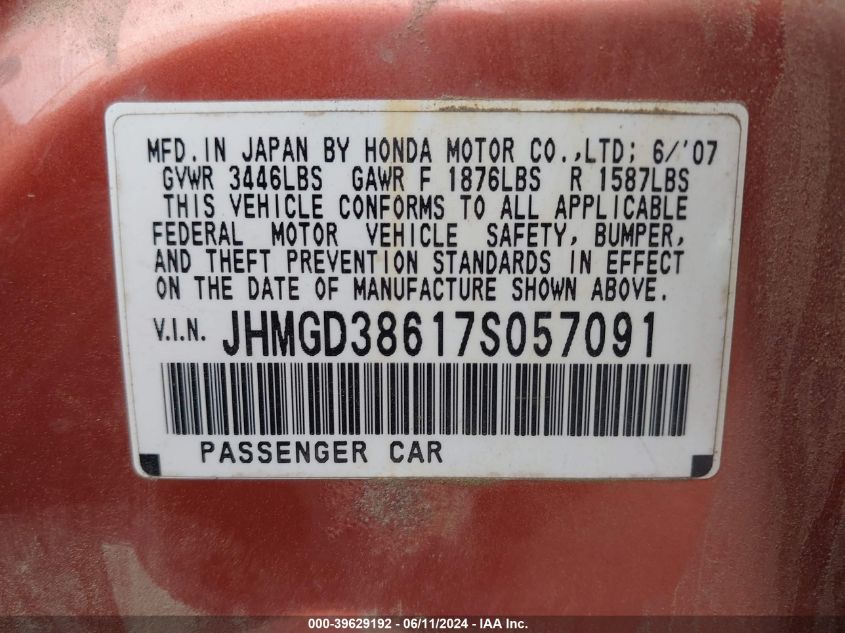 MFD.IN JAPAN BY HONDA MOTOR CO.,LTD; 6/'07
GVWR 3446LBS GAWR F 1876LBS R 1587LBS
THIS VEHICLE CONFORMS TO ALL APPLICABLE
FEDERAL MOTOR VEHICLE SAFETY, BUMPER,
AND THEFT PREVENTION STANDARDS IN EFFECT
ON THE DATE OF MANUFACTURE SHOWN ABOVE.
V.I.N. JHMGD38617S057091
PASSENGER CAR
000-39629192 - 06/11/2024 - IAA Inc.